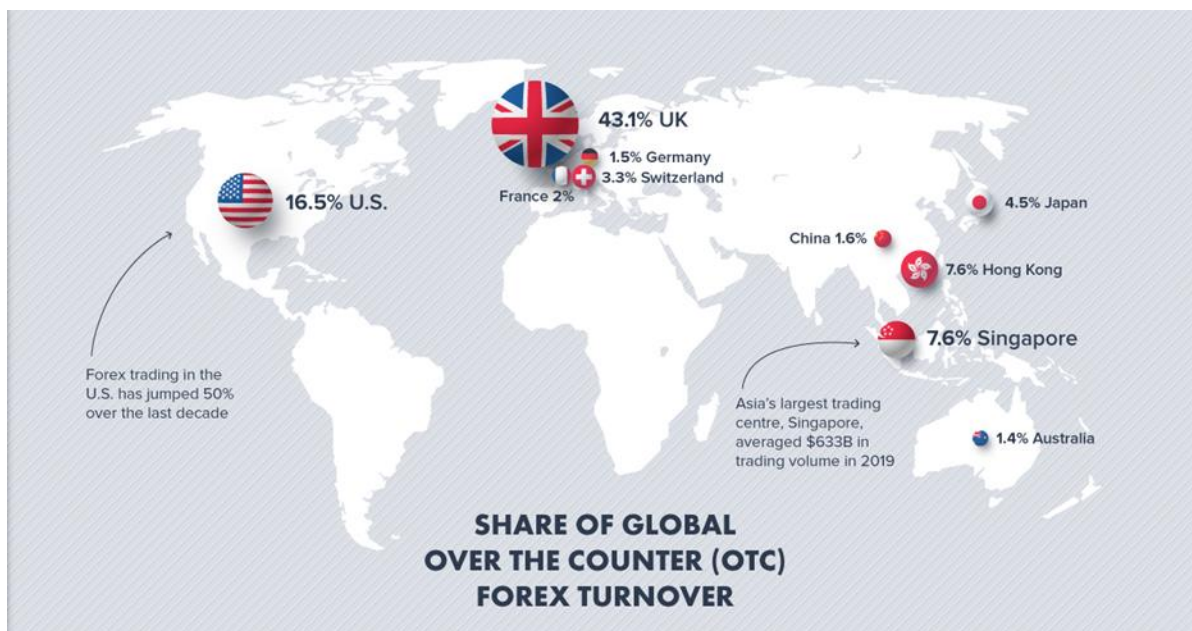 43.1% UK
1.5% Germany
3.3% Switzerland
France 2%
16.5% U.S.
4.5% Japan
China 1.6%
7.6% Hong Kong
7.6% Singapore
Forex trading in the
U.S. has jumped 50%
over the last decade
Asia's largest trading
centre, Singapore,
averaged $633B in
trading volume in 2019
1.4% Australia
SHARE OF GLOBAL
OVER THE COUNTER (OTC)
FOREX TURNOVER